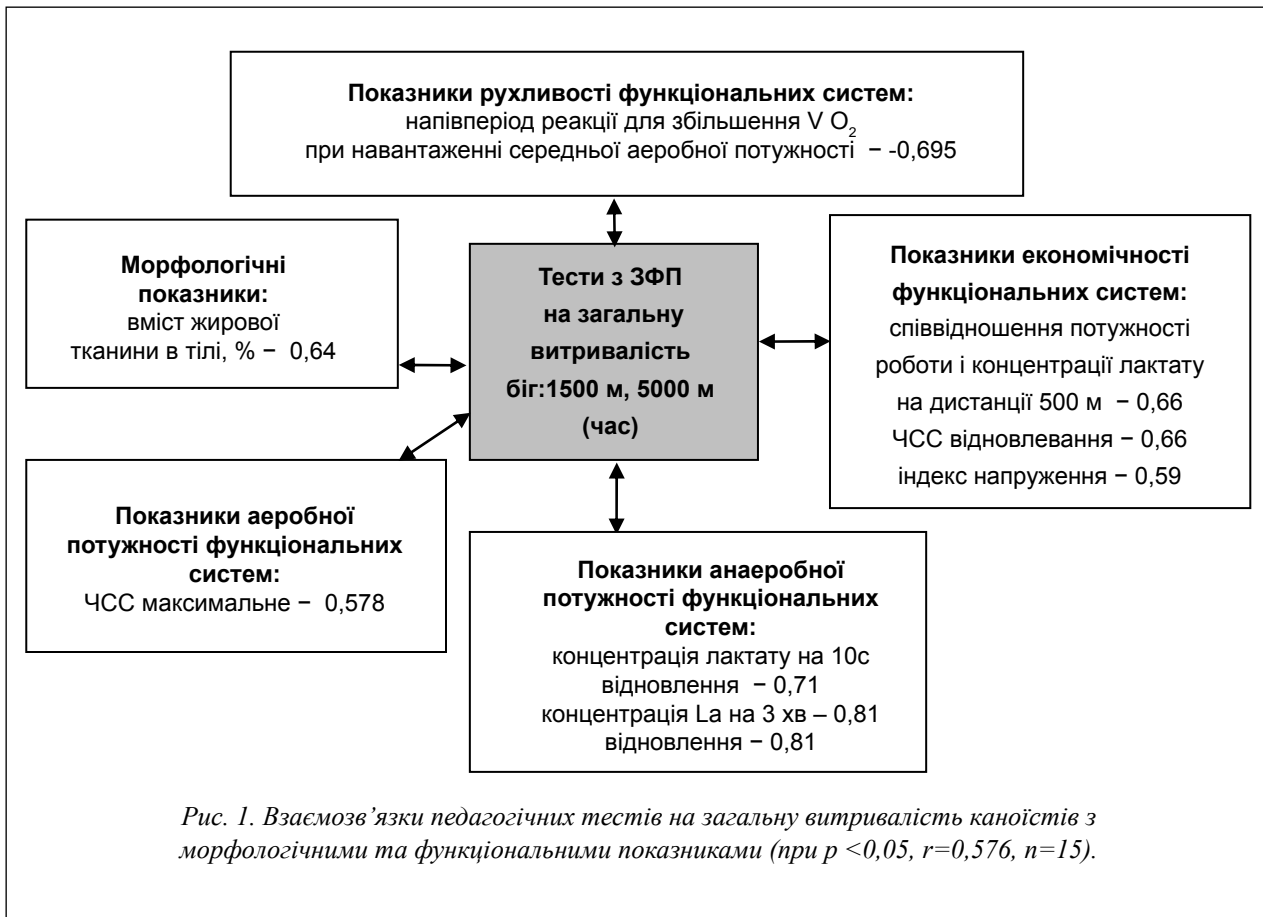 Показники рухливості функціональних систем:
напівперіод реакції для збільшення V O₂
при навантаженні середньої аеробної потужності − -0,695
Морфологічні
показники:
вміст жирової
тканини в тілі, % − 0,64
Тести з ЗФП
на загальну
витривалість
біг:1500 м, 5000 м
(час)
Показники економічності
функціональних систем:
співвідношення потужності
роботи і концентрації лактату
на дистанції 500 м − 0,66
ЧСС відновлевання − 0,66
індекс напруження − 0,59
Показники аеробної
потужності функціональних
систем:
ЧСС максимальне − 0,578
Показники анаеробної
потужності функціональних
систем:
концентрація лактату на 10с
відновлення − 0,71
концентрація La на 3 хв – 0,81
відновлення − 0,81
Рис. 1. Взаємозв’язки педагогічних тестів на загальну витривалість каноїстів з
морфологічними та функціональними показниками (при p <0,05, r=0,576, n=15).